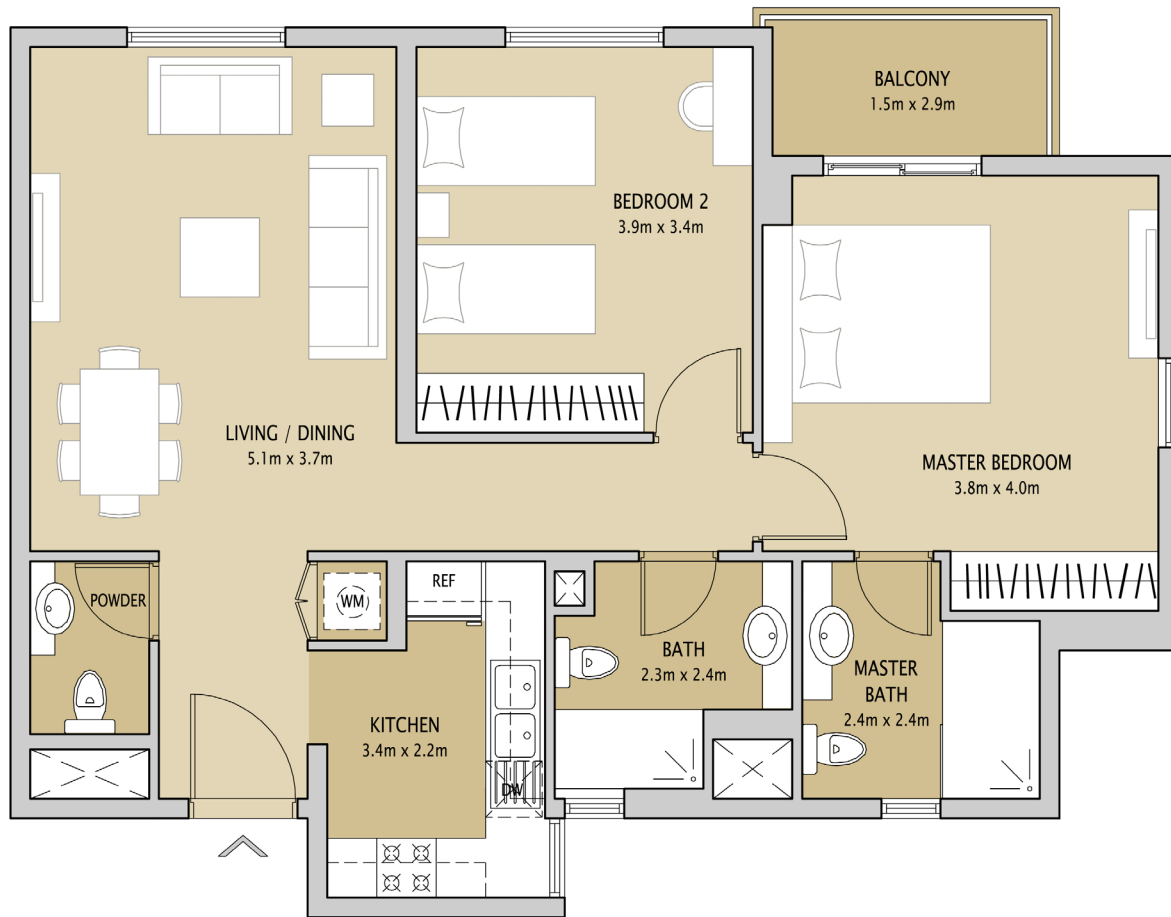 BALCONY
1.5m x 2.9m
BEDROOM 2
3.9m x 3.4m
LIVING / DINING
5.1m x 3.7m
MASTER BEDROOM
3.8m x 4.0m
POWDER
WM
REF
BATH
2.3m x 2.4m
MASTER
BATH
2.4m x 2.4m
KITCHEN
3.4m x 2.2m
DW